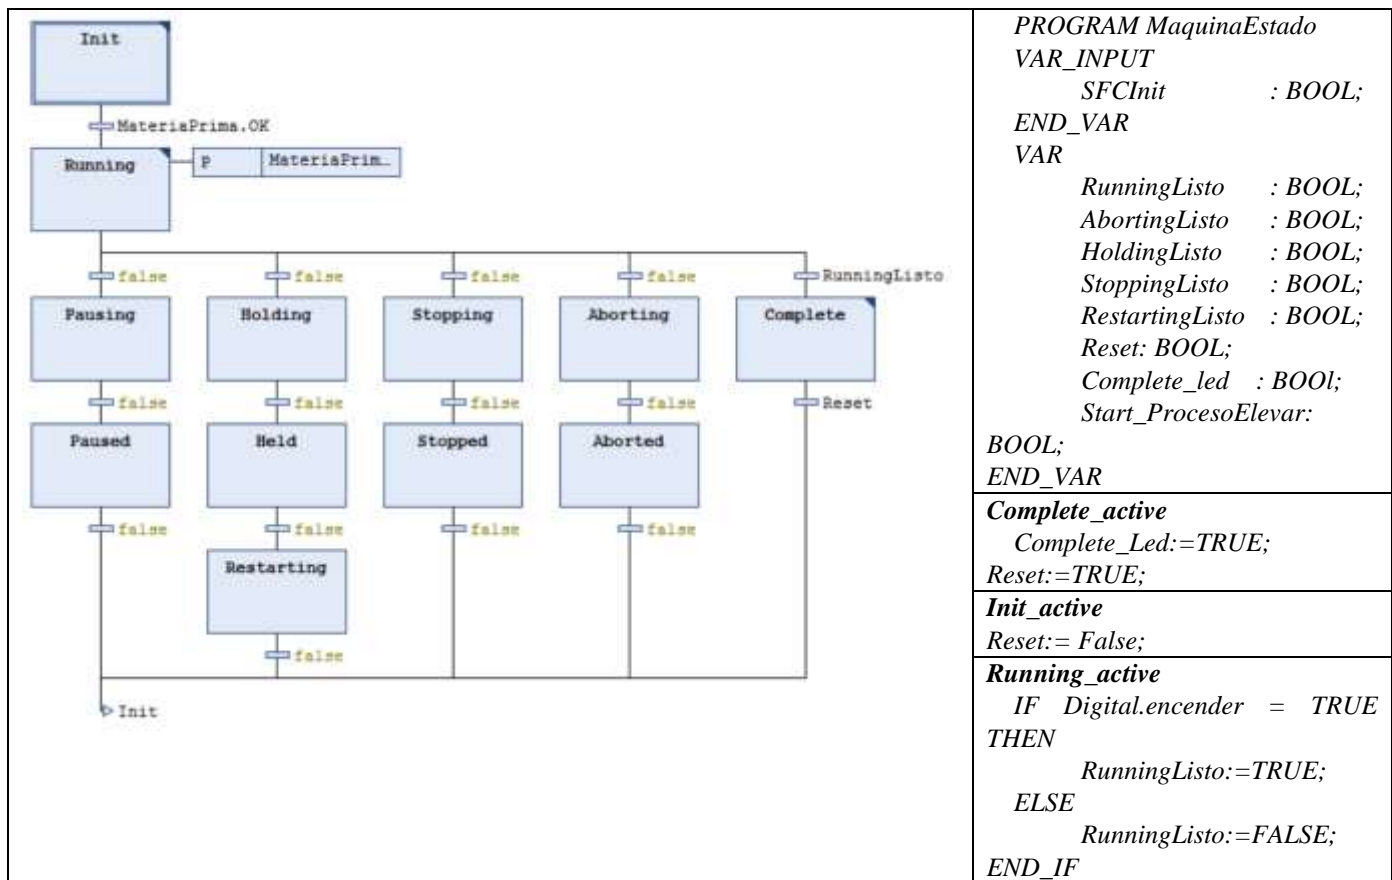 Init
MateriaPrima.OK
Running
P MateriaPrim…
false false false false RunningListo
Pausing Holding Stopping Aborting Complete
false false false false Reset
Paused Held Stopped Aborted
false false false false
Restarting
false
Init
PROGRAM MaquinaEstado
VAR_INPUT
SFCInit : BOOL;
END_VAR
VAR
RunningListo : BOOL;
AbortingListo : BOOL;
HoldingListo : BOOL;
StoppingListo : BOOL;
RestartingListo : BOOL;
Reset: BOOL;
Complete_led : BOOl;
Start_ProcesoElevar:
BOOL;
END_VAR
Complete_active
Complete_Led:=TRUE;
Reset:=TRUE;
Init_active
Reset:= False;
Running_active
IF Digital.encender = TRUE
THEN
RunningListo:=TRUE;
ELSE
RunningListo:=FALSE;
END_IF